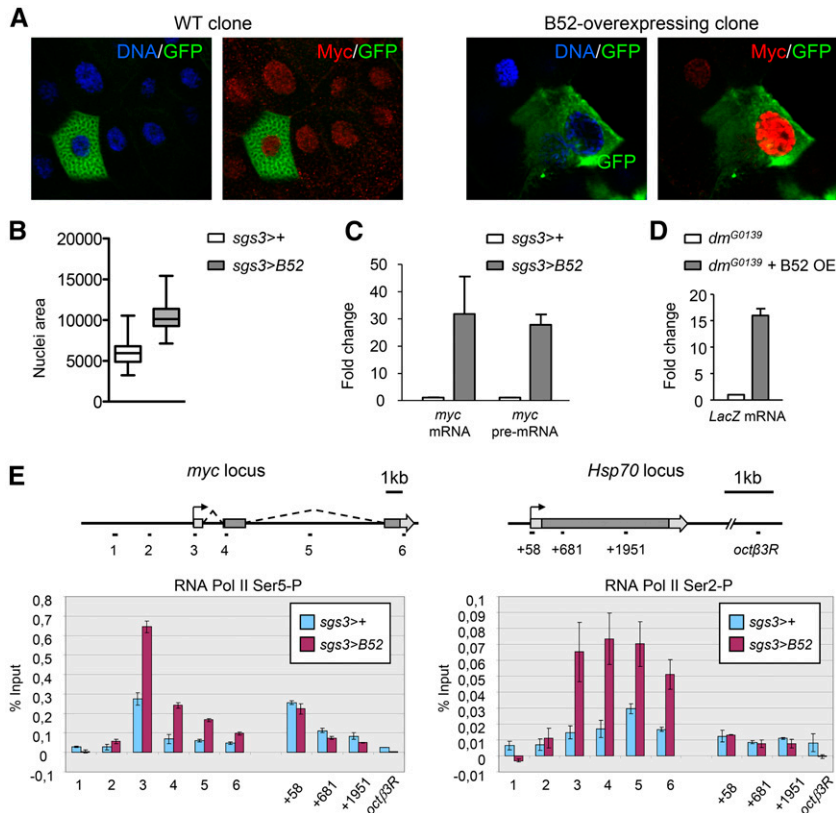 A
WT clone
B52-overexpressing clone
DNA/GFP
Myc/GFP
DNA/GFP
GFP
Myc/GFP
B
20000
15000
10000
5000
0
Nuclei area
sgs3>+
sgs3>B52
C
sgs3>+
sgs3>B52
50
40
30
20
10
0
Fold change
myc mRNA
myc pre-mRNA
D
dmG0139
dmG0139 + B52 OE
20
15
10
5
0
Fold change
LacZ mRNA
E
myc locus
1kb
1 2 3 4 5 6
Hsp70 locus
1kb
+58 +681 +1951 octβ3R
RNA Pol II Ser5-P
0,8
0,7
0,6
0,5
0,4
0,3
0,2
0,1
0
-0,1
% Input
sgs3>+
sgs3>B52
1 2 3 4 5 6 +58 +681 +1951 octβ3R
RNA Pol II Ser2-P
0,1
0,09
0,08
0,07
0,06
0,05
0,04
0,03
0,02
0,01
0
-0,01
% Input
sgs3>+
sgs3>B52
1 2 3 4 5 6 +58 +681 +1951 octβ3R